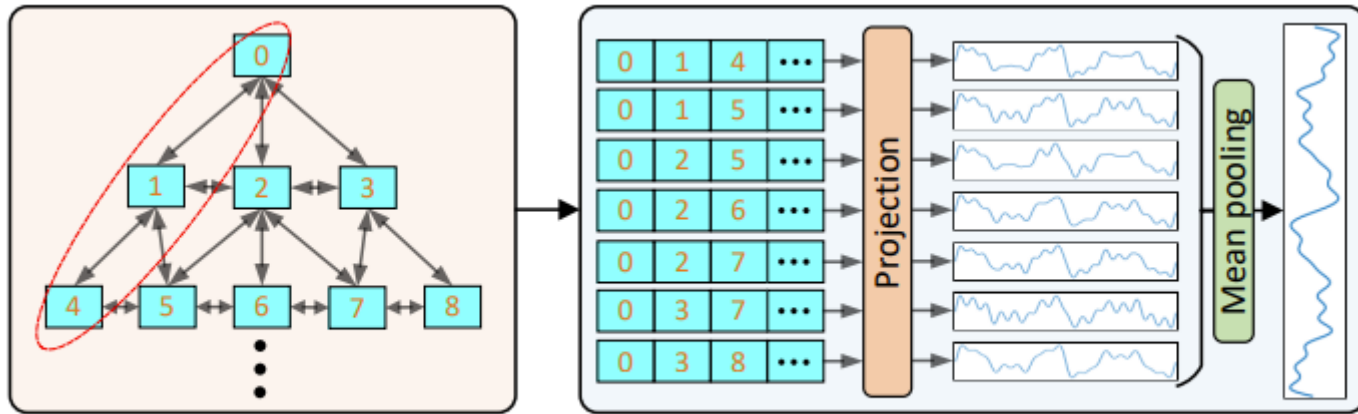 0
1 2 3
4 5 6 7 8
0 1 4 •••
0 1 5 •••
0 2 5 •••
0 2 6 •••
0 2 7 •••
0 3 7 •••
0 3 8 •••
Projection
Mean pooling